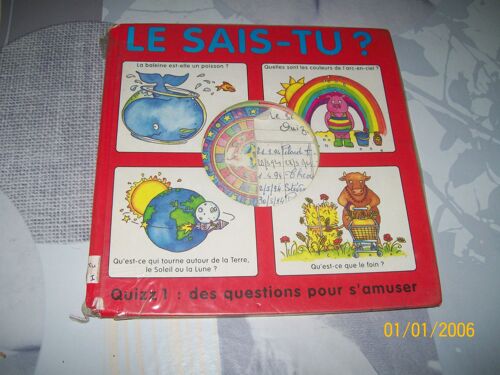 LE SAIS-TU ?
La baleine est-elle un poisson ?
Quelles sont les couleurs de l'arc-en-ciel ?
Qu'est-ce qui tourne autour de la Terre,
le Soleil ou la Lune ?
Qu'est-ce que le foin ?
Quizz 1 : des questions pour s'amuser
01/01/2006